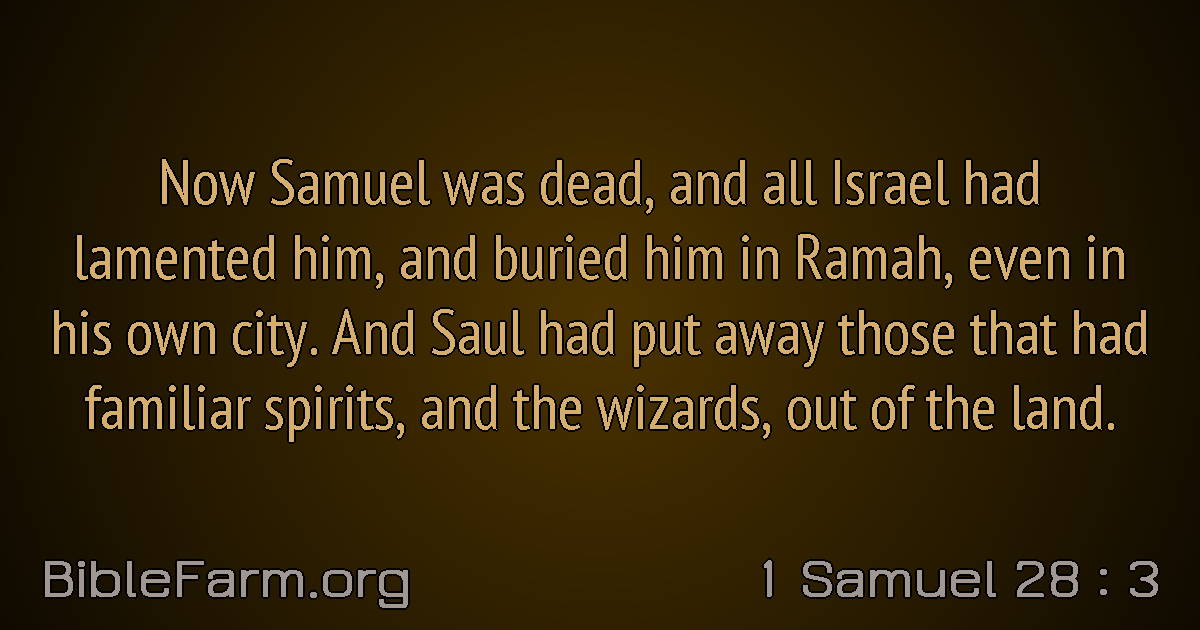 Now Samuel was dead, and all Israel had
lamented him, and buried him in Ramah, even in
his own city. And Saul had put away those that had
familiar spirits, and the wizards, out of the land.
BibleFarm.org
1 Samuel 28 : 3